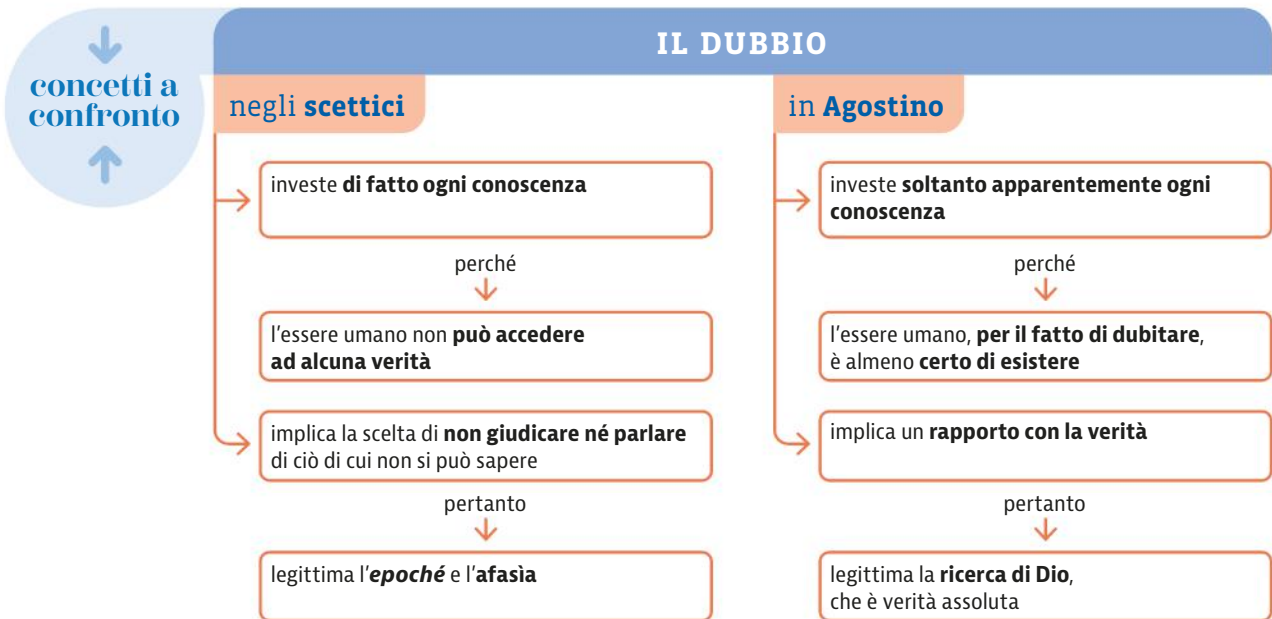 concetti a
confronto
IL DUBBIO
negli scettici
investe di fatto ogni conoscenza
perché
l'essere umano non può accedere
ad alcuna verità
implica la scelta di non giudicare né parlare
di ciò di cui non si può sapere
pertanto
legittima l'epoché e l'afasìa
in Agostino
investe soltanto apparentemente ogni
conoscenza
perché
l'essere umano, per il fatto di dubitare,
è almeno certo di esistere
implica un rapporto con la verità
pertanto
legittima la ricerca di Dio,
che è verità assoluta